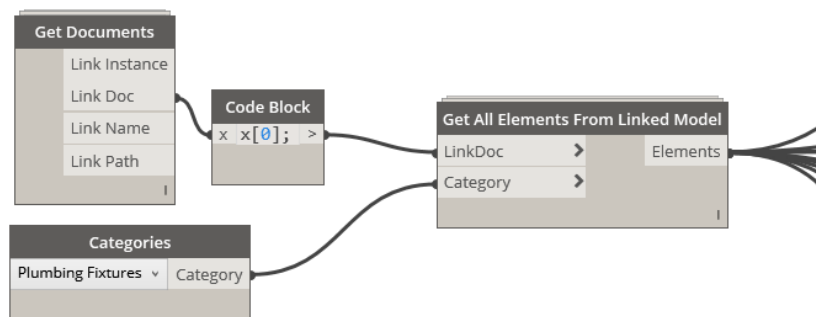 Get Documents
Link Instance
Link Doc
Link Name
Link Path
Code Block
x x[0]; >
Get All Elements From Linked Model
LinkDoc > Elements
Category >
Categories
Plumbing Fixtures Category